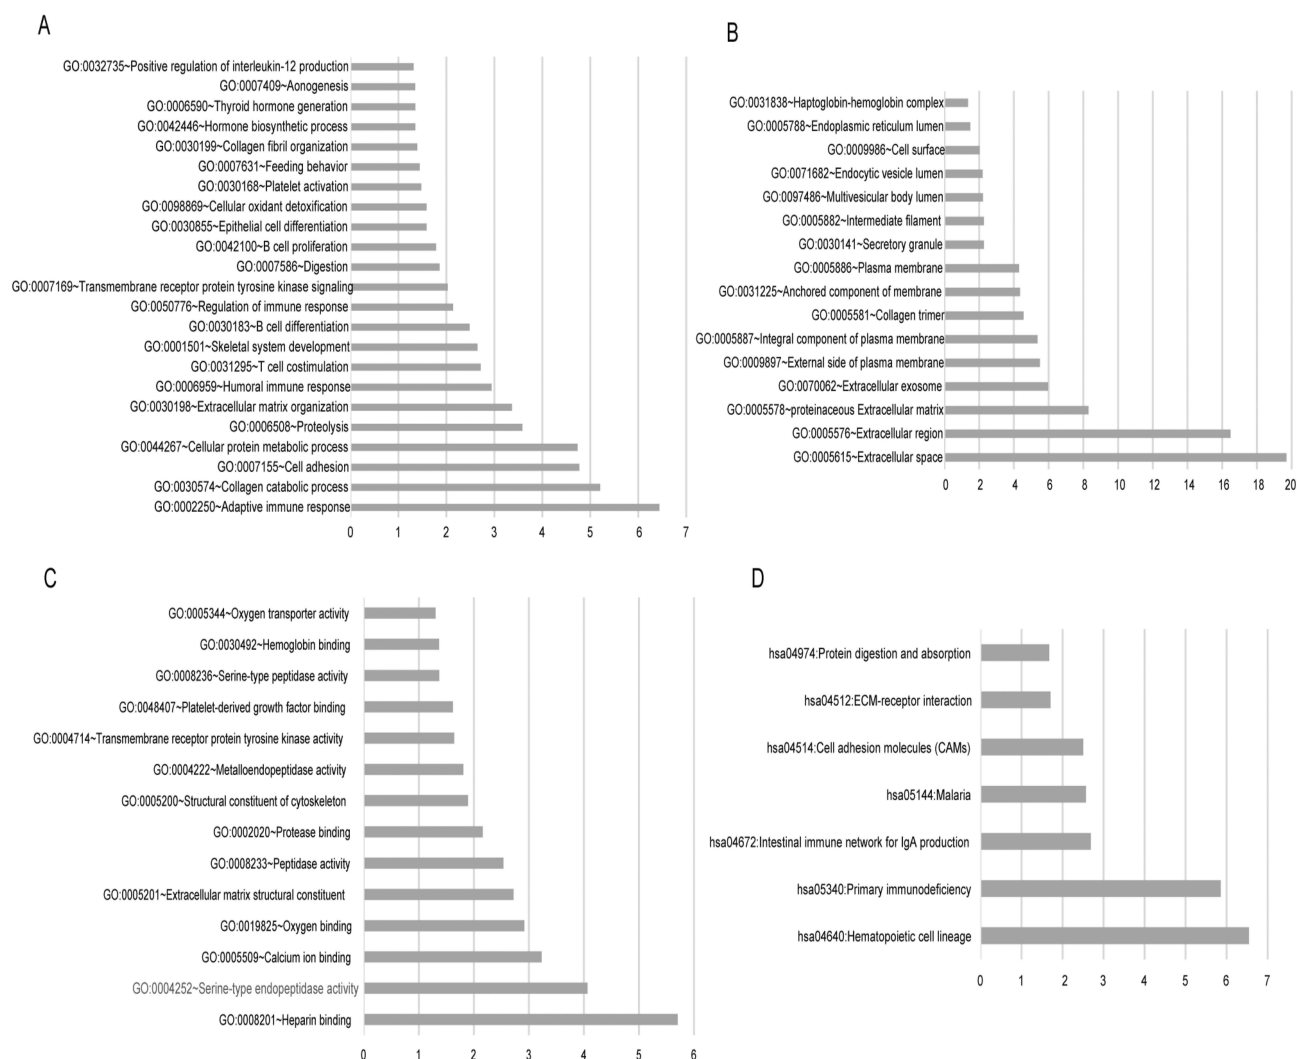 A
GO:0032735~Positive regulation of interleukin-12 production
GO:0007409~Aonogenesis
GO:0006590~Thyroid hormone generation
GO:0042446~Hormone biosynthetic process
GO:0030199~Collagen fibril organization
GO:0007631~Feeding behavior
GO:0030168~Platelet activation
GO:0098869~Cellular oxidant detoxification
GO:0030855~Epithelial cell differentiation
GO:0042100~B cell proliferation
GO:0007586~Digestion
GO:0007169~Transmembrane receptor protein tyrosine kinase signaling
GO:0050776~Regulation of immune response
GO:0030183~B cell differentiation
GO:0001501~Skeletal system development
GO:0031295~T cell costimulation
GO:0006959~Humoral immune response
GO:0030198~Extracellular matrix organization
GO:0006508~Proteolysis
GO:0044267~Cellular protein metabolic process
GO:0007155~Cell adhesion
GO:0030574~Collagen catabolic process
GO:0002250~Adaptive immune response
0 1 2 3 4 5 6 7
B
GO:0031838~Haptoglobin-hemoglobin complex
GO:0005788~Endoplasmic reticulum lumen
GO:0009986~Cell surface
GO:0071682~Endocytic vesicle lumen
GO:0097486~Multivesicular body lumen
GO:0005882~Intermediate filament
GO:0030141~Secretory granule
GO:0005886~Plasma membrane
GO:0031225~Anchored component of membrane
GO:0005581~Collagen trimer
GO:0005887~Integral component of plasma membrane
GO:0009897~External side of plasma membrane
GO:0070062~Extracellular exosome
GO:0005578~proteinaceous Extracellular matrix
GO:0005576~Extracellular region
GO:0005615~Extracellular space
0 2 4 6 8 10 12 14 16 18 20
C
GO:0005344~Oxygen transporter activity
GO:0030492~Hemoglobin binding
GO:0008236~Serine-type peptidase activity
GO:0048407~Platelet-derived growth factor binding
GO:0004714~Transmembrane receptor protein tyrosine kinase activity
GO:0004222~Metalloendopeptidase activity
GO:0005200~Structural constituent of cytoskeleton
GO:0002020~Protease binding
GO:0008233~Peptidase activity
GO:0005201~Extracellular matrix structural constituent
GO:0019825~Oxygen binding
GO:0005509~Calcium ion binding
GO:0004252~Serine-type endopeptidase activity
GO:0008201~Heparin binding
0 1 2 3 4 5 6
D
hsa04974:Protein digestion and absorption
hsa04512:ECM-receptor interaction
hsa04514:Cell adhesion molecules (CAMs)
hsa05144:Malaria
hsa04672:Intestinal immune network for IgA production
hsa05340:Primary immunodeficiency
hsa04640:Hematopoietic cell lineage
0 1 2 3 4 5 6 7